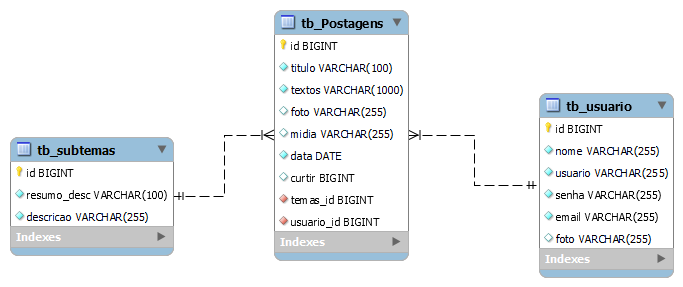 tb_subtemas
id BIGINT
resumo_desc VARCHAR(100)
descricao VARCHAR(255)
Indexes
tb_Postagens
id BIGINT
titulo VARCHAR(100)
textos VARCHAR(1000)
foto VARCHAR(255)
midia VARCHAR(255)
data DATE
curtir BIGINT
temas_id BIGINT
usuario_id BIGINT
Indexes
tb_usuario
id BIGINT
nome VARCHAR(255)
usuario VARCHAR(255)
senha VARCHAR(255)
email VARCHAR(255)
foto VARCHAR(255)
Indexes